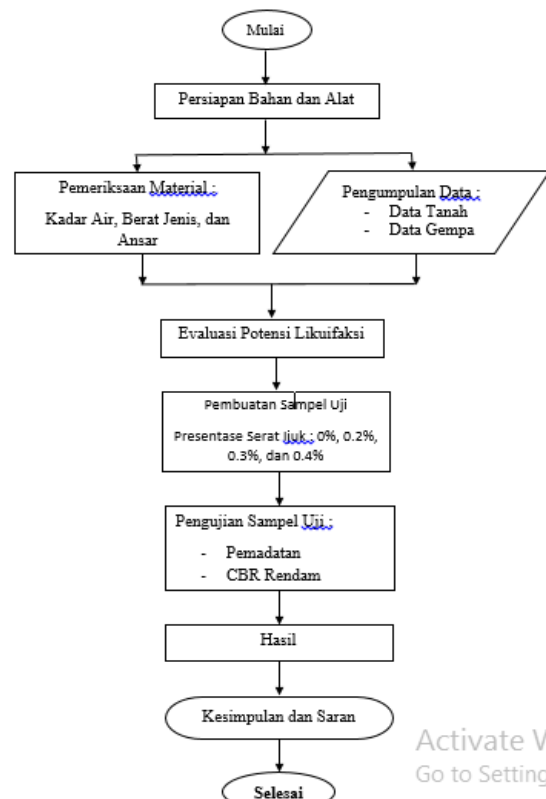 Mulai
Persiapan Bahan dan Alat
Pemeriksaan Material :
Kadar Air, Berat Jenis, dan
Ansar
Pengumpulan Data :
- Data Tanah
- Data Gempa
Evaluasi Potensi Likuifaksi
Pembuatan Sampel Uji
Presentase Serat Ijuk : 0%, 0.2%,
0.3%, dan 0.4%
Pengujian Sampel Uji :
- Pemadatan
- CBR Rendam
Hasil
Kesimpulan dan Saran
Selesai
Activate
Go to Setting